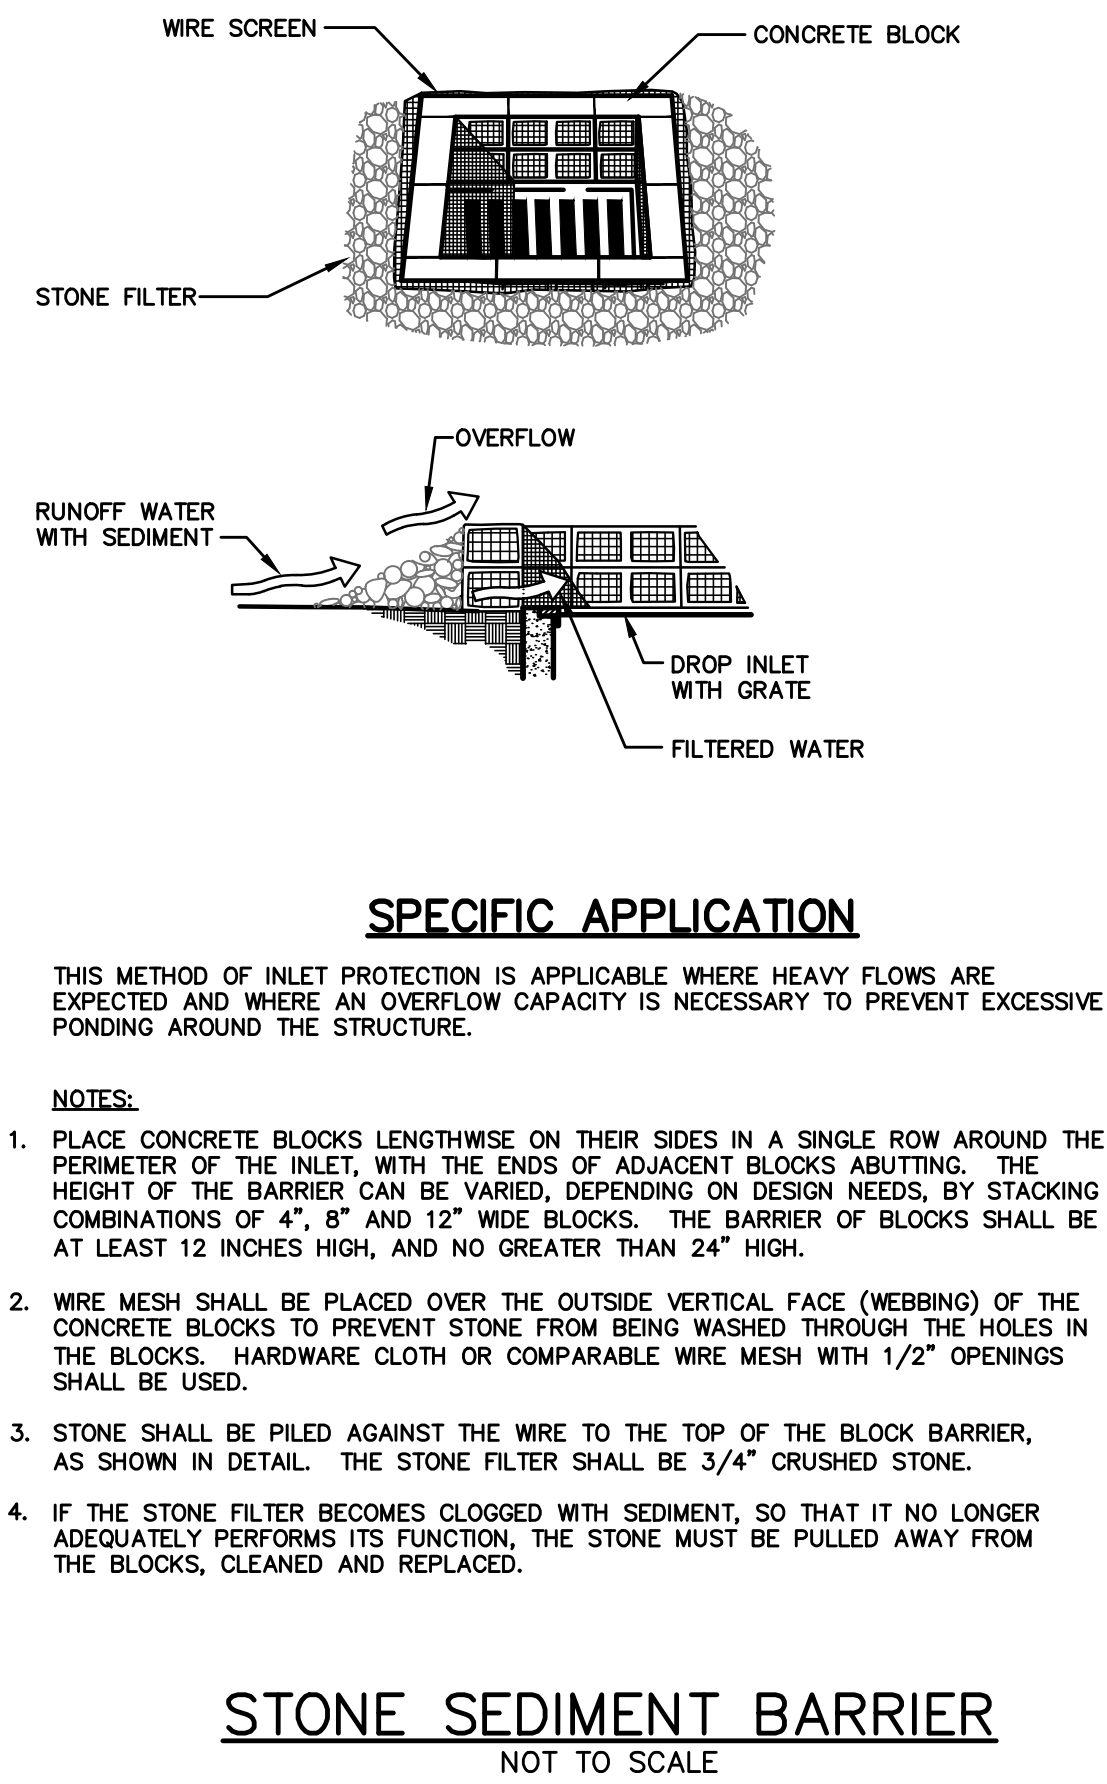 WIRE SCREEN
CONCRETE BLOCK
STONE FILTER
OVERFLOW
RUNOFF WATER
WITH SEDIMENT
DROP INLET
WITH GRATE
FILTERED WATER
SPECIFIC APPLICATION
THIS METHOD OF INLET PROTECTION IS APPLICABLE WHERE HEAVY FLOWS ARE
EXPECTED AND WHERE AN OVERFLOW CAPACITY IS NECESSARY TO PREVENT EXCESSIVE
PONDING AROUND THE STRUCTURE.
NOTES:
1. PLACE CONCRETE BLOCKS LENGTHWISE ON THEIR SIDES IN A SINGLE ROW AROUND THE
PERIMETER OF THE INLET, WITH THE ENDS OF ADJACENT BLOCKS ABUTTING. THE
HEIGHT OF THE BARRIER CAN BE VARIED, DEPENDING ON DESIGN NEEDS, BY STACKING
COMBINATIONS OF 4", 8" AND 12" WIDE BLOCKS. THE BARRIER OF BLOCKS SHALL BE
AT LEAST 12 INCHES HIGH, AND NO GREATER THAN 24" HIGH.
2. WIRE MESH SHALL BE PLACED OVER THE OUTSIDE VERTICAL FACE (WEBBING) OF THE
CONCRETE BLOCKS TO PREVENT STONE FROM BEING WASHED THROUGH THE HOLES IN
THE BLOCKS. HARDWARE CLOTH OR COMPARABLE WIRE MESH WITH 1/2" OPENINGS
SHALL BE USED.
3. STONE SHALL BE PILED AGAINST THE WIRE TO THE TOP OF THE BLOCK BARRIER,
AS SHOWN IN DETAIL. THE STONE FILTER SHALL BE 3/4" CRUSHED STONE.
4. IF THE STONE FILTER BECOMES CLOGGED WITH SEDIMENT, SO THAT IT NO LONGER
ADEQUATELY PERFORMS ITS FUNCTION, THE STONE MUST BE PULLED AWAY FROM
THE BLOCKS, CLEANED AND REPLACED.
STONE SEDIMENT BARRIER
NOT TO SCALE